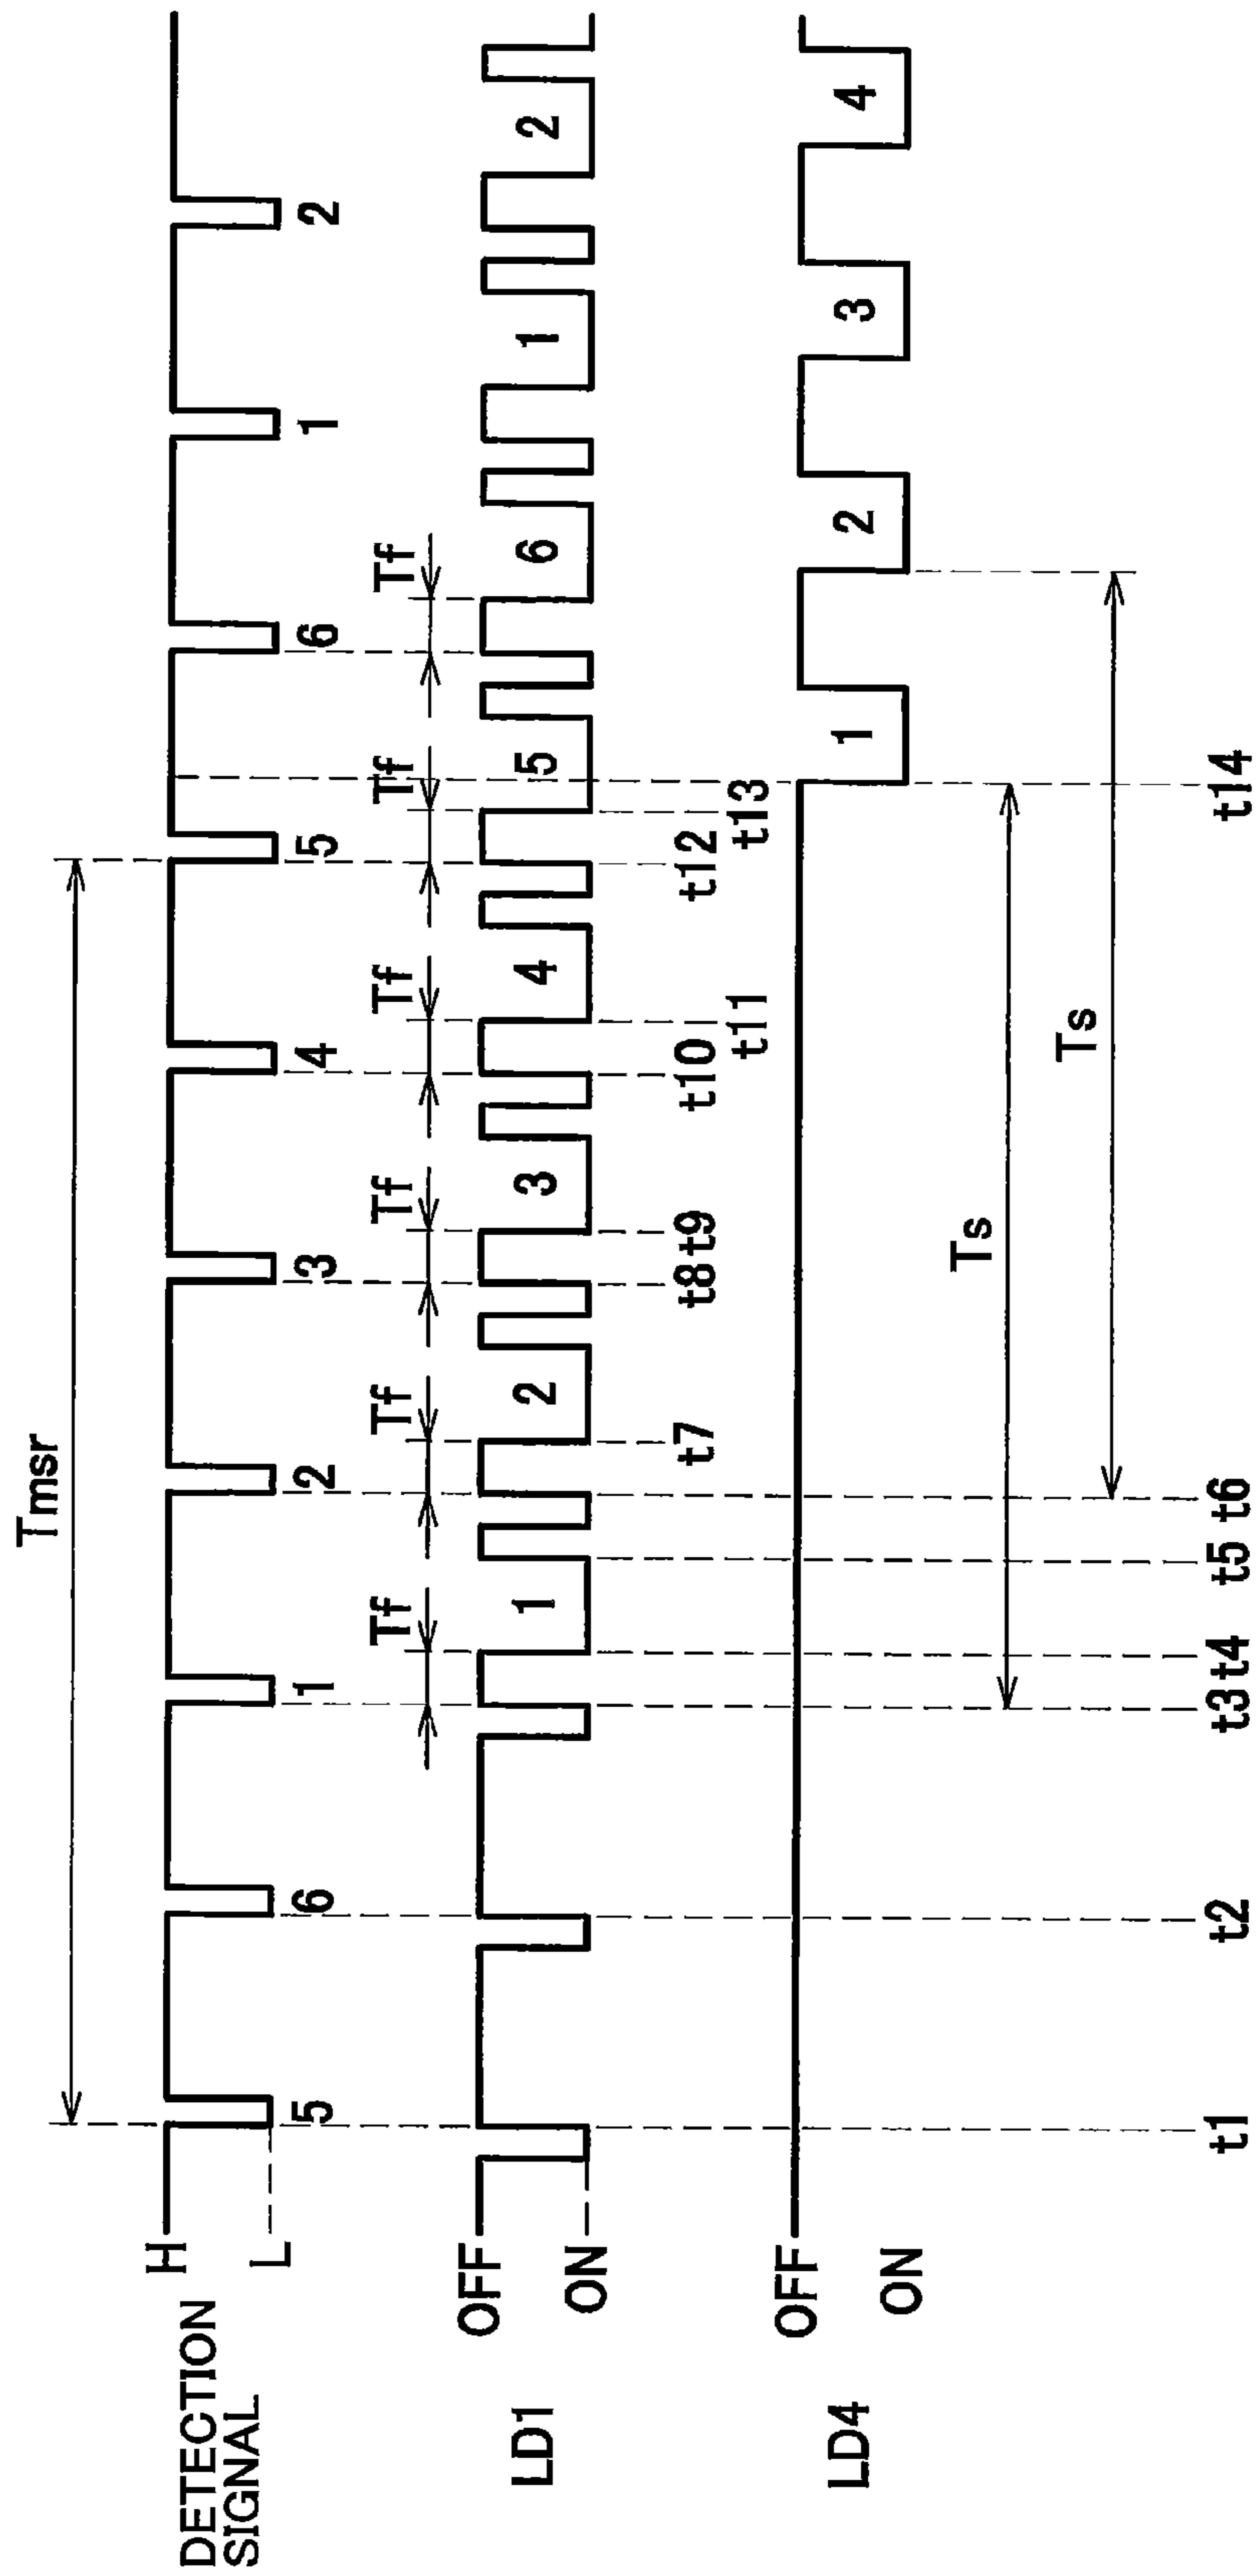 Tmsr
DETECTION
SIGNAL
H
L
5
6
1
2
3
4
5
6
1
2
Tf
Tf
Tf
Tf
Tf
Tf
LD1
OFF
ON
1
2
3
4
5
6
1
2
t7
t8
t9
t10
t11
t12
t13
LD4
OFF
ON
1
2
3
4
Ts
Ts
t1
t2
t3
t4
t5
t6
t14